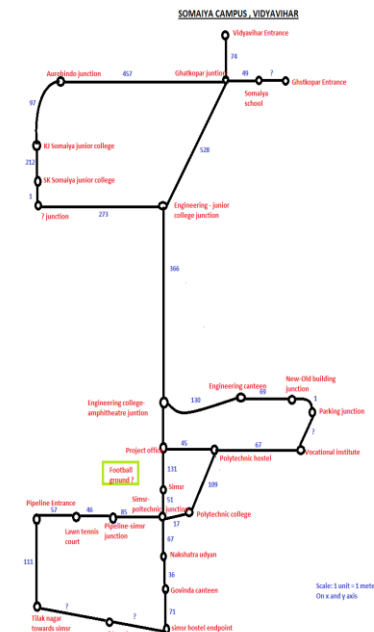 SOMAIYA CAMPUS , VIDYAVIHAR
Vidyavihar Entrance
74
Aurobindo junction
457
Ghatkopar juntion
49
?
Ghstkopar Entrance
Somaiya
school
97
KJ Somaiya junior college
528
212
SK Somaiya junior college
1
? junction
273
Engineering - junior
college junction
366
Engineering canteen
New-Old building
junction
69
1
130
Engineering college-
amphitheatre juntion
Parking junction
?
Project office
45
67
Polytechnic hostel
Vocational institute
Football
ground ?
131
109
Simsr
51
Simsr-
poltechnic junction
Pipeline Entrance
57
46
85
17
Polytechnic college
Lawn tennis
court
Pipeline-simsr
junction
67
Nakshatra udyan
111
36
Govinda canteen
Scale: 1 unit = 1 mete
On x and y axis
71
?
?
Tilak nagar
towards simsr
simsr hostel endpoint